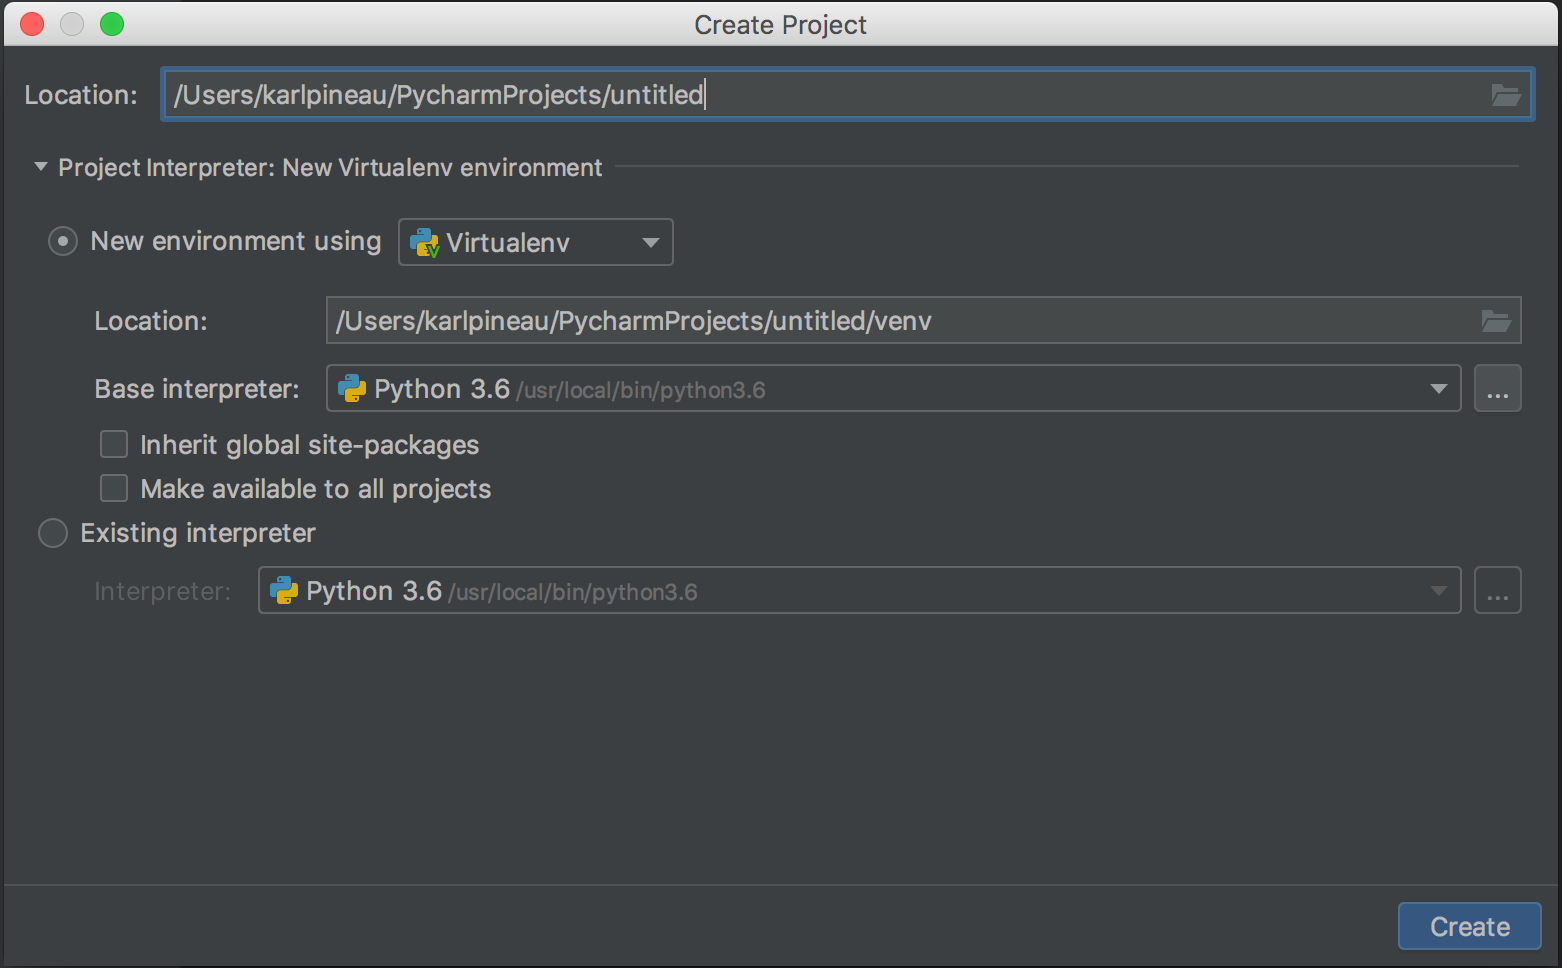 Create Project
Location: /Users/karlpineau/PycharmProjects/untitled
Project Interpreter: New Virtualenv environment
New environment using Virtualenv
Location: /Users/karlpineau/PycharmProjects/untitled/venv
Base interpreter: Python 3.6 /usr/local/bin/python3.6 ...
Inherit global site-packages
Make available to all projects
Existing interpreter
Interpreter: Python 3.6 /usr/local/bin/python3.6 ...
Create